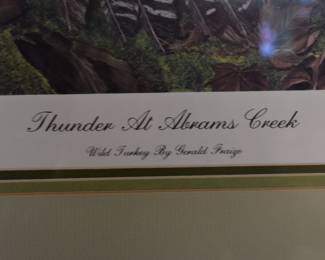 Thunder At Abrams Creek
Wild Turkey By Gerald Fraize